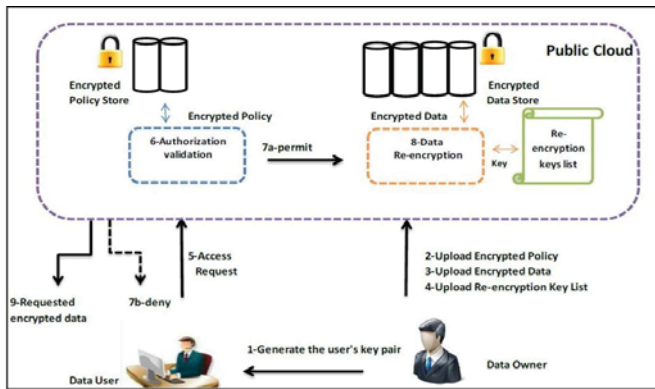 Public Cloud
Encrypted
Policy Store
Encrypted
Data Store
Encrypted Policy
Encrypted Data
6-Authorization
validation
7a-permit
8-Data
Re-encryption
Key
Re-
encryption
keys list
5-Access
Request
2-Upload Encrypted Policy
3-Upload Encrypted Data
4-Upload Re-encryption Key List
9-Requested
encrypted data
7b-deny
1-Generate the user's key pair
Data User
Data Owner